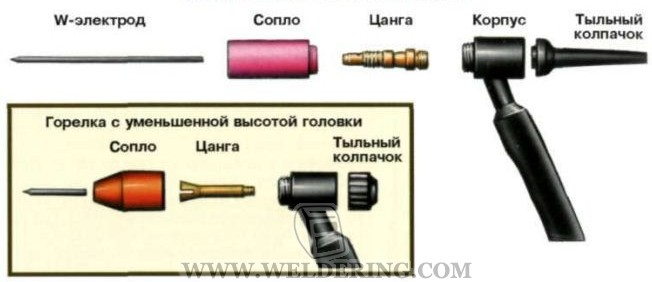 W-электрод Сопло Цанга Корпус Тыльный
колпачок
Горелка с уменьшенной высотой головки
Сопло Цанга Тыльный
колпачок
WWW.WELDERING.COM